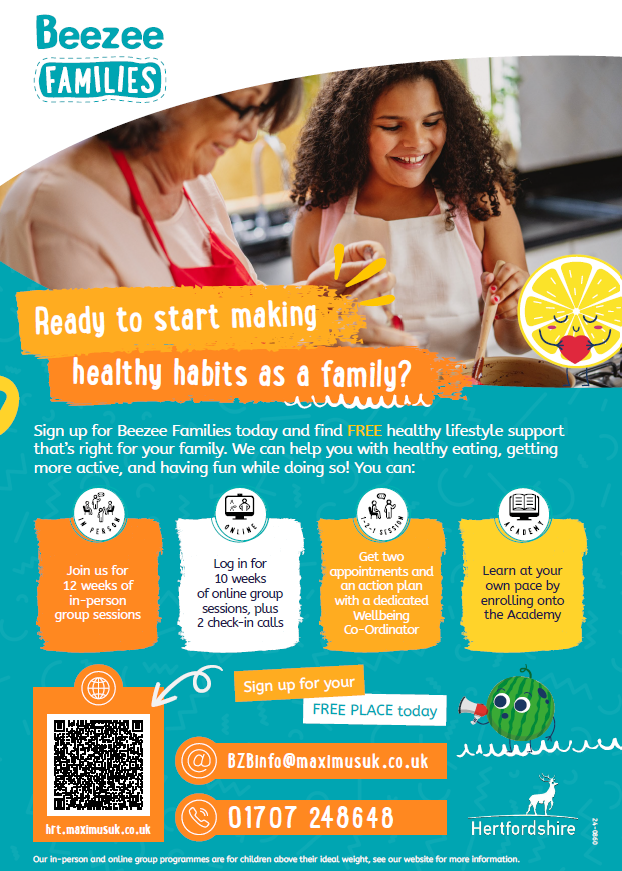 Beezee
FAMILIES
Ready to start making
healthy habits as a family?
Sign up for Beezee Families today and find FREE healthy lifestyle support
that's right for your family. We can help you with healthy eating, getting
more active, and having fun while doing so! You can:
IN PERSON
Join us for
12 weeks of
in-person
group sessions
ONLINE
Log in for
10 weeks
of online group
sessions, plus
2 check-in calls
1-2-1 SESSION
Get two
appointments and
an action plan
with a dedicated
Wellbeing
Co-Ordinator
ACADEMY
Learn at your
own pace by
enrolling onto
the Academy
Sign up for your
FREE PLACE today
hrt.maximusuk.co.uk
@ BZBinfo@maximusuk.co.uk
01707 248648
Hertfordshire
24-0860
Our in-person and online group programmes are for children above their ideal weight, see our website for more information.